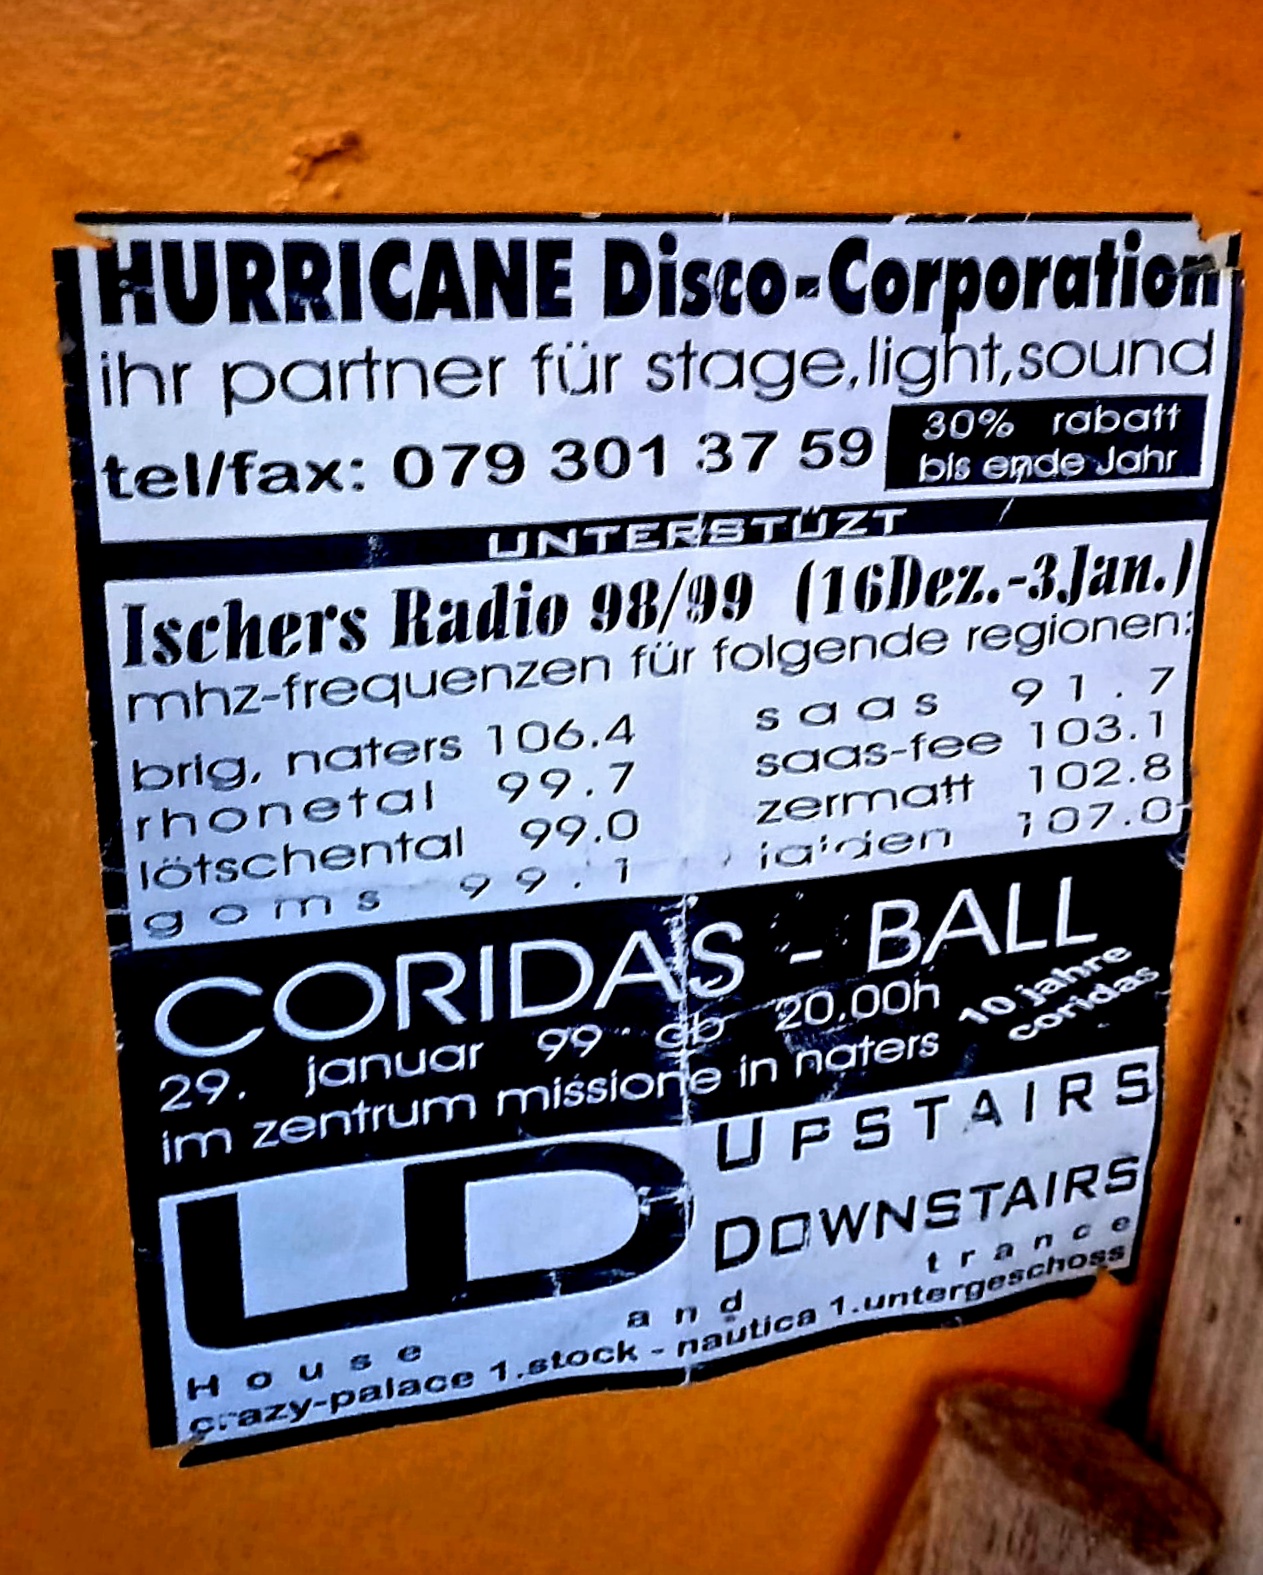 HURRICANE Disco-Corporation
ihr partner für stage,light,sound
tel/fax: 079 301 37 59
30% rabatt
bis ende Jahr
UNTERSTÜZT
Ischers Radio 98/99 (16Dez.-3Jan.)
mhz-frequenzen für folgende regionen:
brig, naters 106.4
rhonetal 99.7
lötschental 99.0
goms 99.1
saas 91.7
saas-fee 103.1
zermatt 102.8
107.0
CORIDAS - BALL
29. januar 99 ab 20.00h
im zentrum missione in naters
10 jahre
coridas
UD
UPSTAIRS
DOWNSTAIRS
House and trance
crazy-palace 1.stock - nautica 1.untergeschoss